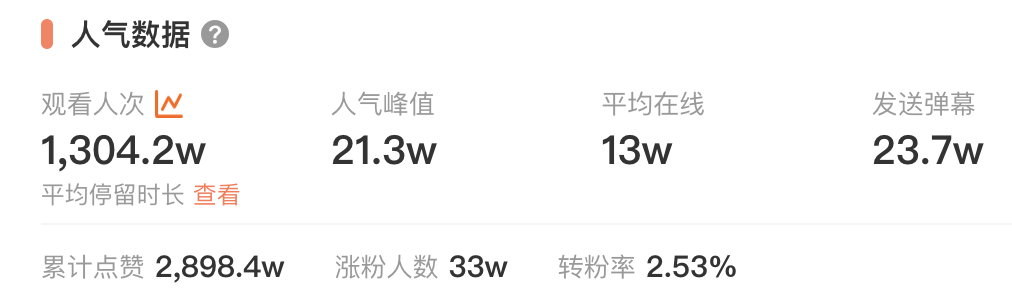 人气数据 ?
观看人次 人气峰值 平均在线 发送弹幕
1,304.2w 21.3w 13w 23.7w
平均停留时长 查看
累计点赞 2,898.4w 涨粉人数 33w 转粉率 2.53%